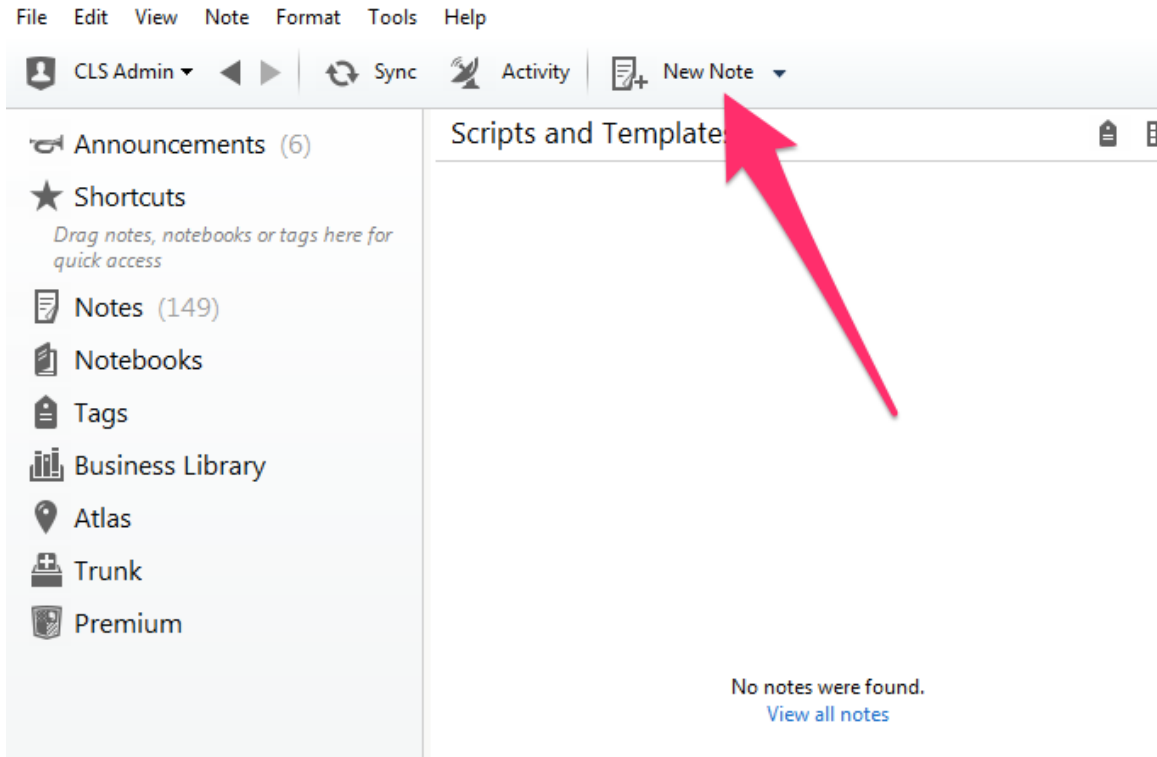 File Edit View Note Format Tools Help
CLS Admin Sync Activity New Note
Announcements (6)
Shortcuts
Drag notes, notebooks or tags here for
quick access
Notes (149)
Notebooks
Tags
Business Library
Atlas
Trunk
Premium
Scripts and Templates
No notes were found.
View all notes